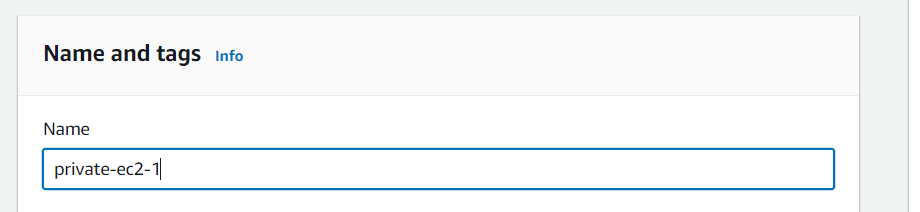 Name and tags Info
Name
private-ec2-1